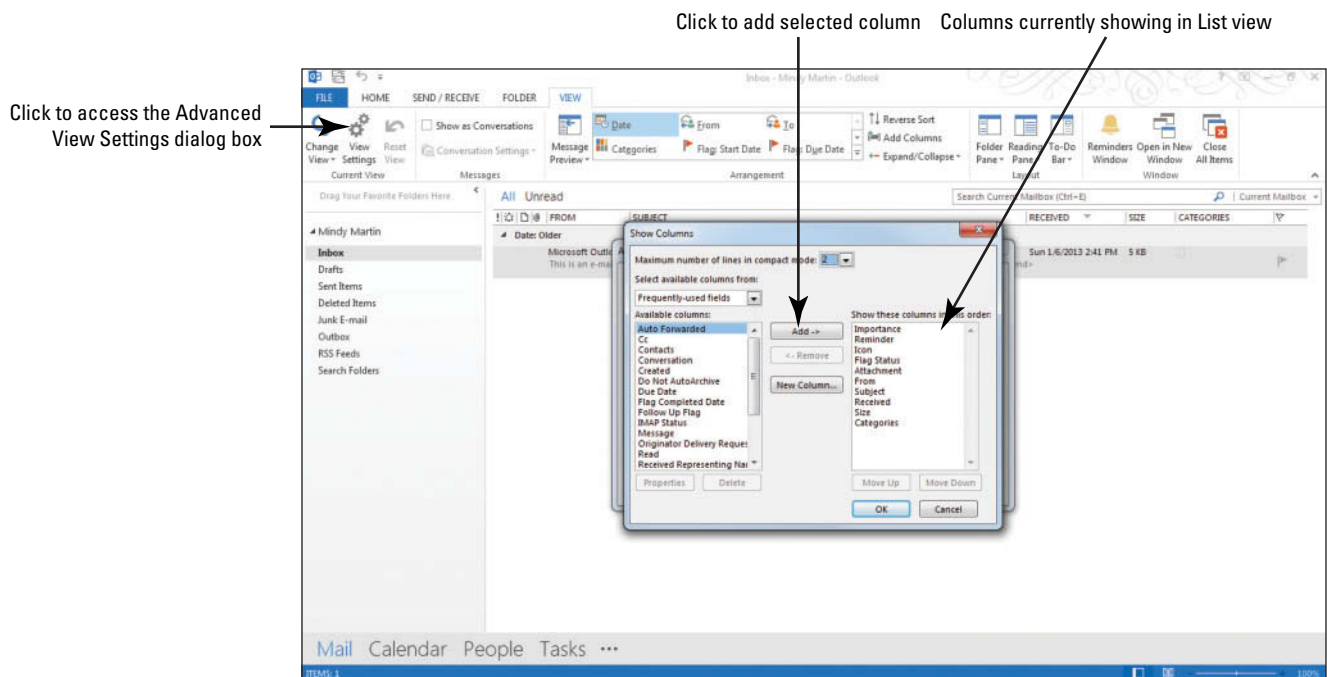 Click to add selected column
Columns currently showing in List view
Click to access the Advanced
View Settings dialog box
Inbox - Mindy Martin - Outlook
FILE HOME SEND / RECEIVE FOLDER VIEW
Change View
View Settings
Reset View
Show as Conversations
Conversation Settings
Message Preview
Date From To
Categories Flag: Start Date Flag: Due Date
Reverse Sort
Add Columns
Expand/Collapse
Folder Pane
Reading Pane
To-Do Bar
Reminders Window
Open in New Window
Close All Items
Current View Messages Arrangement Layout Window
Drag Your Favorite Folders Here
All Unread
Search Current Mailbox (Ctrl+E)
Current Mailbox
FROM SUBJECT RECEIVED SIZE CATEGORIES
Mindy Martin
Inbox
Drafts
Sent Items
Deleted Items
Junk E-mail
Outbox
RSS Feeds
Search Folders
Date: Older
Microsoft
This is an
Sun 1/6/2013 2:41 PM 5 KB
Show Columns
Maximum number of lines in compact mode: 2
Select available columns from:
Frequently-used fields
Available columns:
Auto Forwarded
Cc
Contacts
Conversation
Created
Do Not AutoArchive
Due Date
Flag Completed Date
Follow Up Flag
IMAP Status
Message
Originator Delivery Reques
Read
Received Representing Nar
Properties Delete
Add ->
<- Remove
New Column...
Show these columns in this order:
Importance
Reminder
Icon
Flag Status
Attachment
From
Subject
Received
Size
Categories
Move Up Move Down
OK Cancel
Mail Calendar People Tasks •••
ITEMS: 1
100%